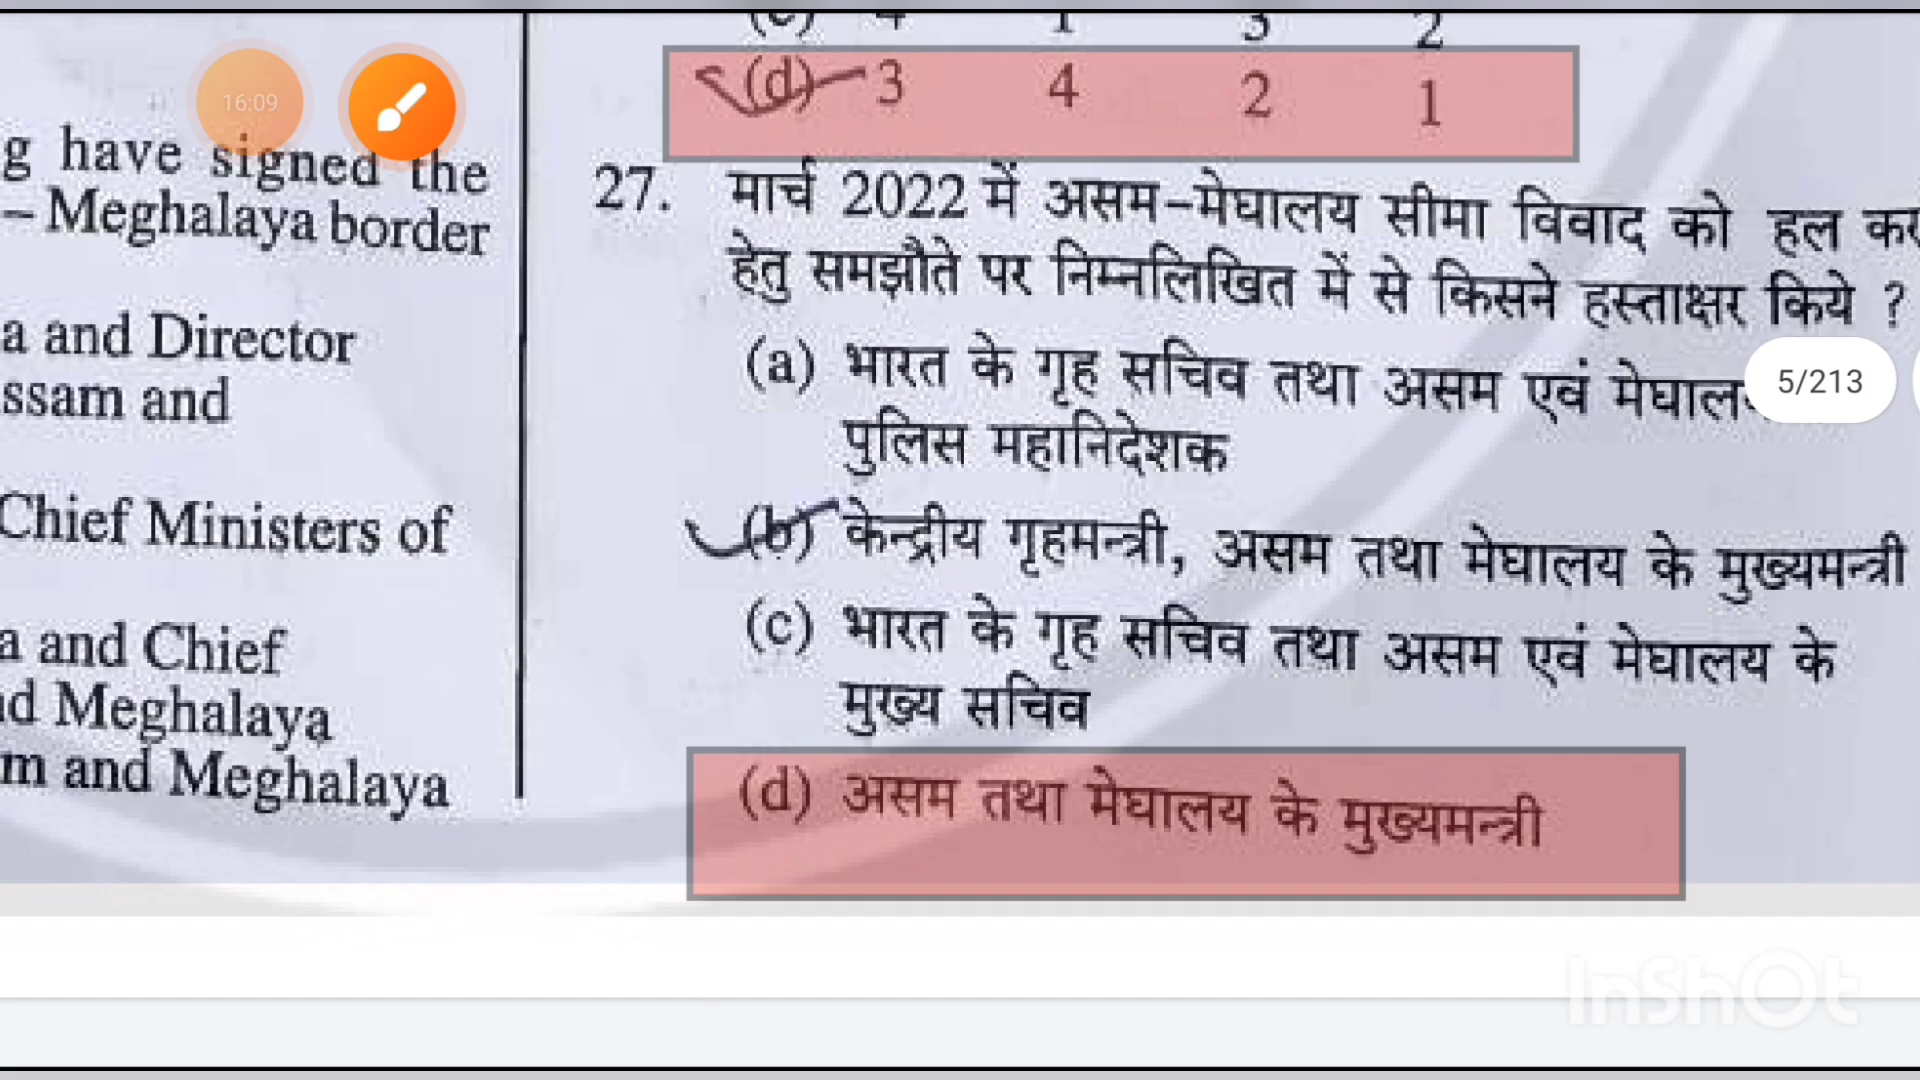 16:09
g have signed the
– Meghalaya border
a and Director
ssam and
Chief Ministers of
a and Chief
d Meghalaya
m and Meghalaya
(d) 3 4 2 1
27. मार्च 2022 में असम–मेघालय सीमा विवाद को हल कर
हेतु समझौते पर निम्नलिखित में से किसने हस्ताक्षर किये ?
(a) भारत के गृह सचिव तथा असम एवं मेघालय
पुलिस महानिदेशक
(b) केन्द्रीय गृहमन्त्री, असम तथा मेघालय के मुख्यमन्त्री
(c) भारत के गृह सचिव तथा असम एवं मेघालय के
मुख्य सचिव
(d) असम तथा मेघालय के मुख्यमन्त्री
5/213
InShOt